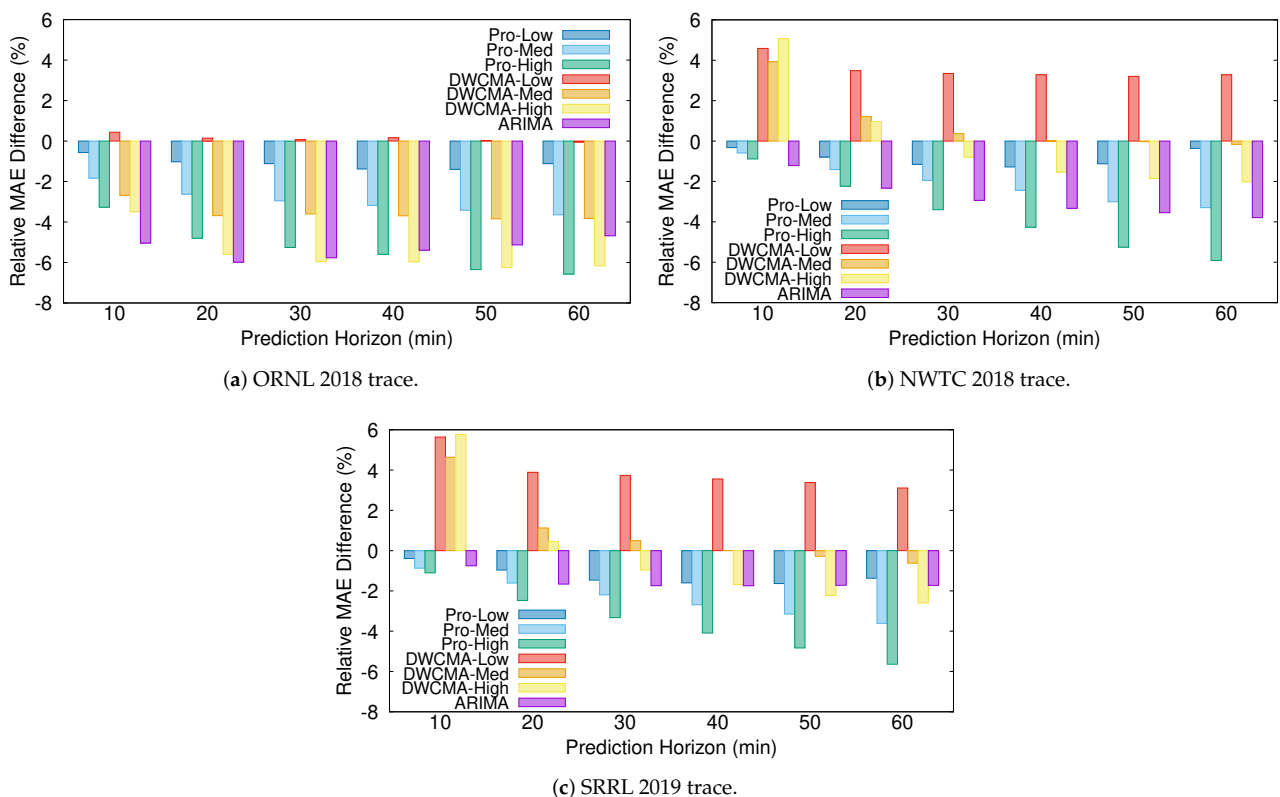 6
4
2
0
-2
-4
-6
-8
Relative MAE Difference (%)
Pro-Low
Pro-Med
Pro-High
DWCMA-Low
DWCMA-Med
DWCMA-High
ARIMA
10 20 30 40 50 60
Prediction Horizon (min)
(a) ORNL 2018 trace.
6
4
2
0
-2
-4
-6
-8
Relative MAE Difference (%)
Pro-Low
Pro-Med
Pro-High
DWCMA-Low
DWCMA-Med
DWCMA-High
ARIMA
10 20 30 40 50 60
Prediction Horizon (min)
(b) NWTC 2018 trace.
6
4
2
0
-2
-4
-6
-8
Relative MAE Difference (%)
Pro-Low
Pro-Med
Pro-High
DWCMA-Low
DWCMA-Med
DWCMA-High
ARIMA
10 20 30 40 50 60
Prediction Horizon (min)
(c) SRRL 2019 trace.